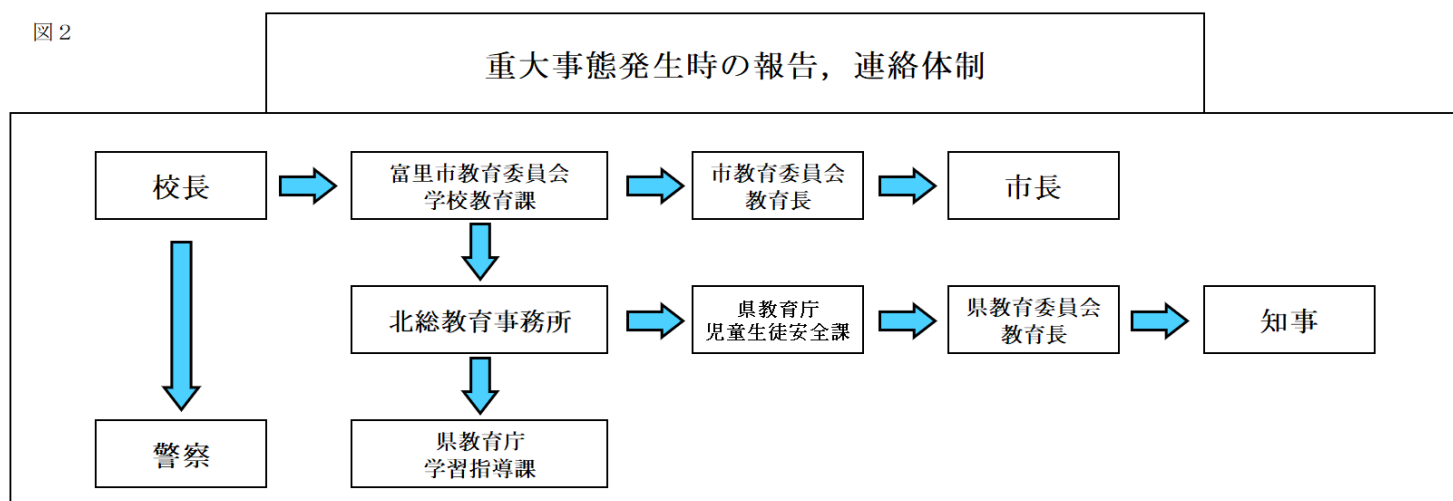 図２
重大事態発生時の報告，連絡体制
校長
富里市教育委員会
学校教育課
市教育委員会
教育長
市長
北総教育事務所
県教育庁
児童生徒安全課
県教育委員会
教育長
知事
警察
県教育庁
学習指導課